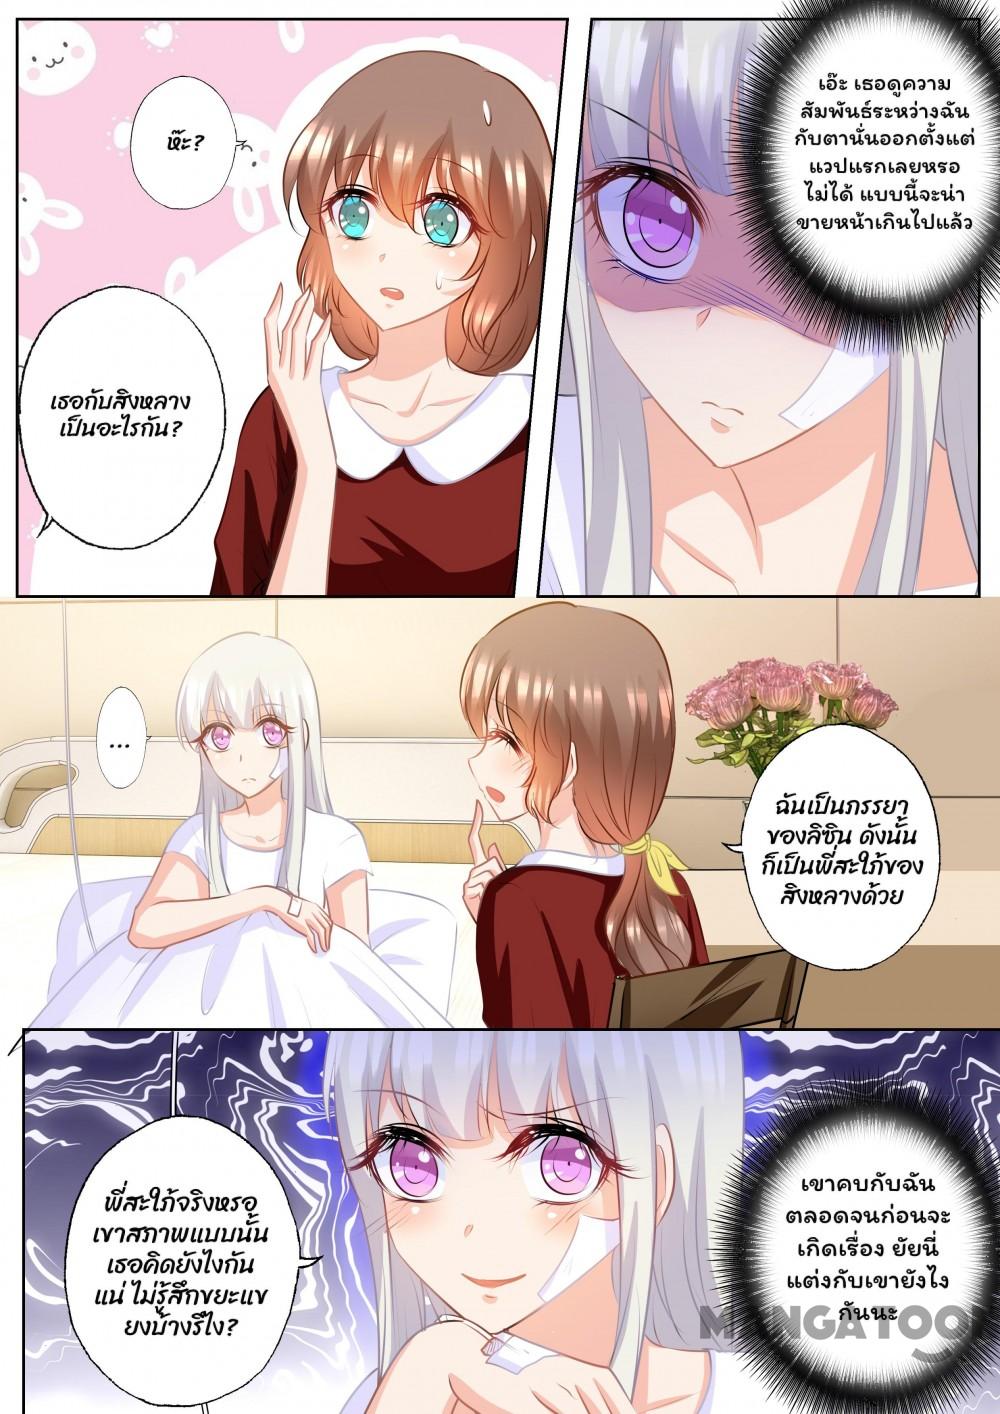 เอ๊ะ เธอดูความ
สัมพันธ์ระหว่างฉัน
กับตานั่นออกตั้งแต่
แวปแรกเลยหรอ
ไม่ได้ แบบนี้จะน่า
ขายหน้าเกินไปแล้ว
ห๊ะ?
เธอกับสิงหลาง
เป็นอะไรกัน?
...
ฉันเป็นภรรยา
ของลิซิน ดังนั้น
ก็เป็นพี่สะใภ้ของ
สิงหลางด้วย
พี่สะใภ้จริงหรอ
เขาสภาพแบบนั้น
เธอคิดยังไงกัน
แน่ ไม่รู้สึกขยะแข
ยงบ้างรึไง?
เขาคบกับฉัน
ตลอดจนก่อนจะ
เกิดเรื่อง ยัยนี่
แต่งกับเขายังไง
กันนะ
MANGATOON